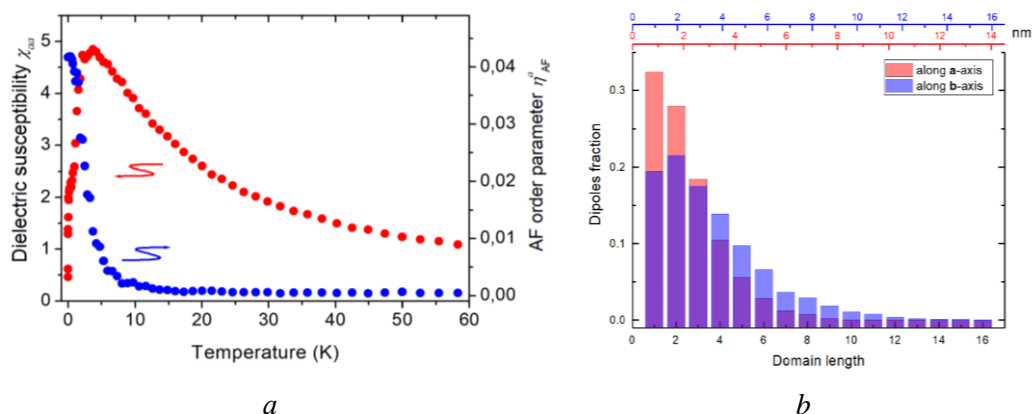 Dielectric susceptibility χaa
5
4
3
2
1
0
0,04
0,03
0,02
0,01
0,00
AF order parameter η^a_AF
0 10 20 30 40 50 60
Temperature (K)
a
0 2 4 6 8 10 12 14 16
nm
0 2 4 6 8 10 12 14
along a-axis
along b-axis
Dipoles fraction
0.3
0.2
0.1
0.0
0 2 4 6 8 10 12 14 16
Domain length
b